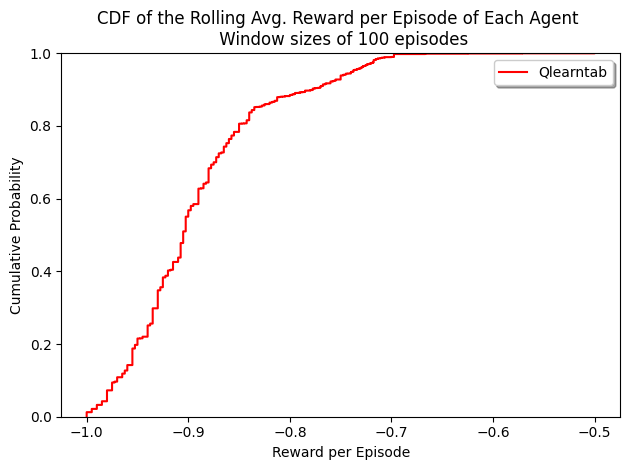 CDF of the Rolling Avg. Reward per Episode of Each Agent
Window sizes of 100 episodes
Qlearntab
Cumulative Probability
1.0
0.8
0.6
0.4
0.2
0.0
−1.0
−0.9
−0.8
−0.7
−0.6
−0.5
Reward per Episode